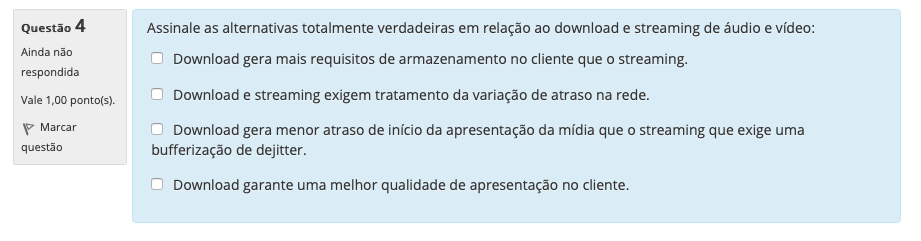 Questão 4
Ainda não
respondida
Vale 1,00 ponto(s).
Marcar
questão
Assinale as alternativas totalmente verdadeiras em relação ao download e streaming de áudio e vídeo:
Download gera mais requisitos de armazenamento no cliente que o streaming.
Download e streaming exigem tratamento da variação de atraso na rede.
Download gera menor atraso de início da apresentação da mídia que o streaming que exige uma
bufferização de dejitter.
Download garante uma melhor qualidade de apresentação no cliente.